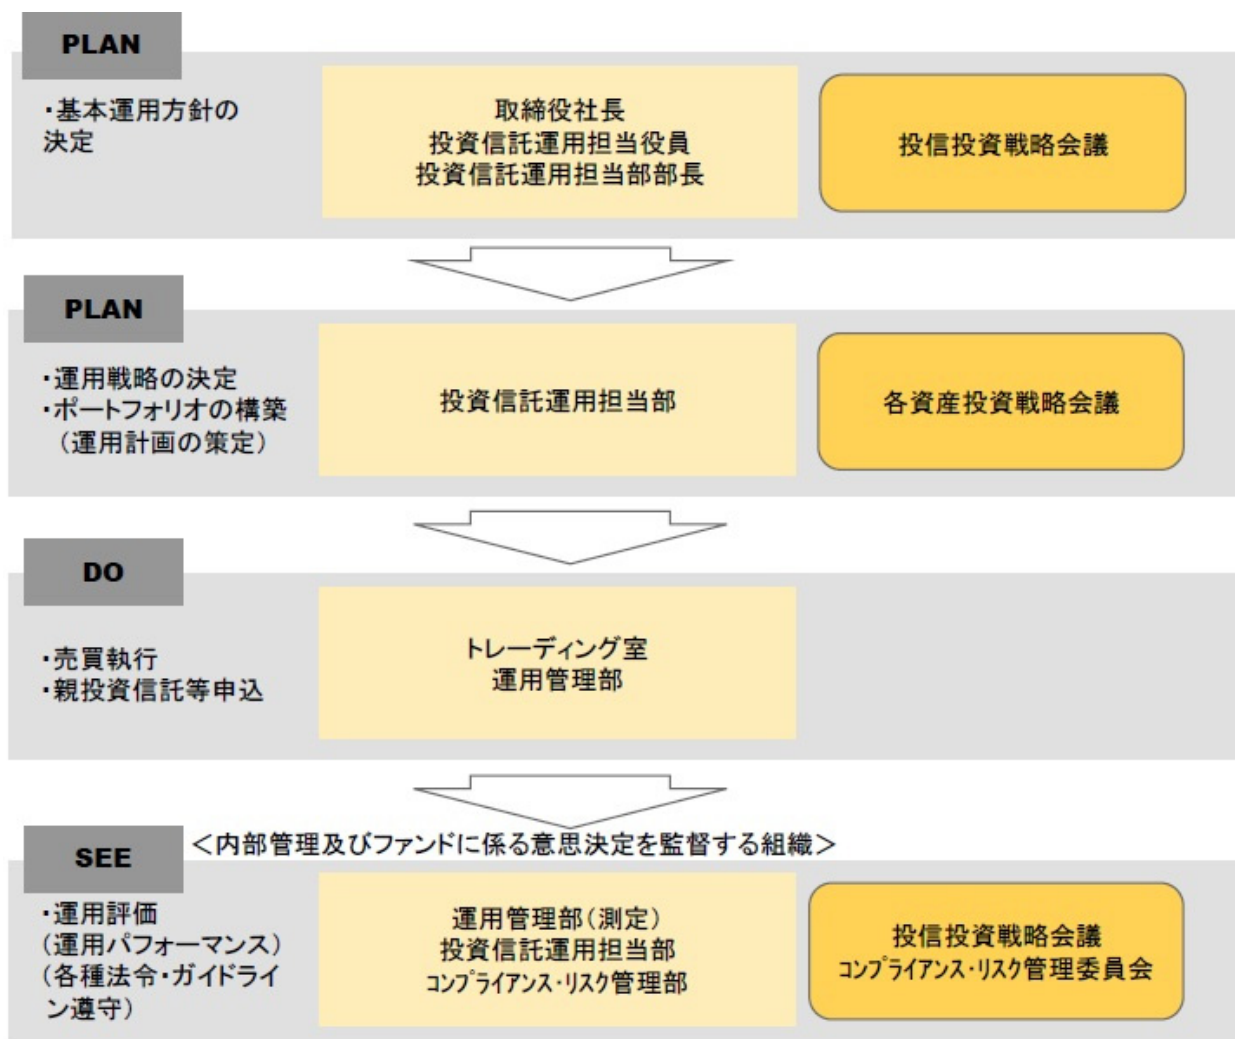 PLAN
・基本運用方針の
決定
取締役社長
投資信託運用担当役員
投資信託運用担当部部長
投信投資戦略会議
PLAN
・運用戦略の決定
・ポートフォリオの構築
（運用計画の策定）
投資信託運用担当部
各資産投資戦略会議
DO
・売買執行
・親投資信託等申込
トレーディング室
運用管理部
SEE
＜内部管理及びファンドに係る意思決定を監督する組織＞
・運用評価
(運用パフォーマンス)
(各種法令・ガイドライ
ン遵守)
運用管理部（測定）
投資信託運用担当部
ｺﾝﾌﾟﾗｲｱﾝｽ・ﾘｽｸ管理部
投信投資戦略会議
ｺﾝﾌﾟﾗｲｱﾝｽ・ﾘｽｸ管理委員会